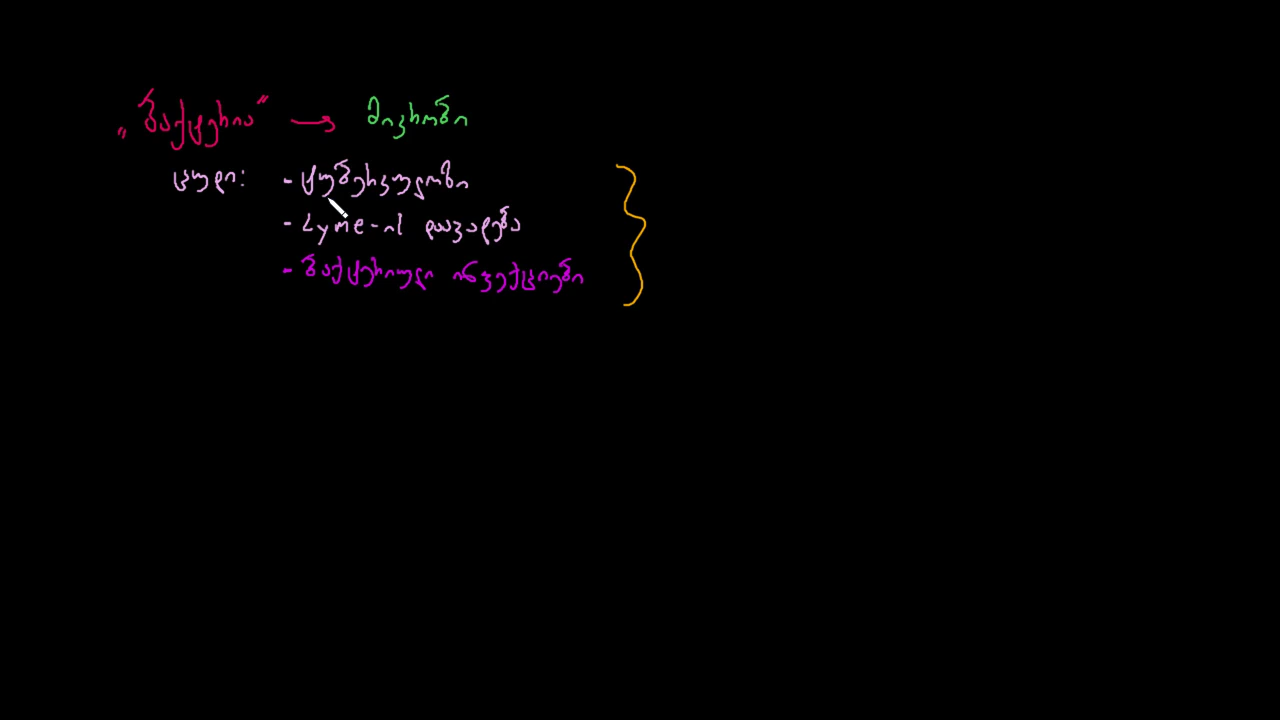 „ბაქტერია" → მიკრობი
ცუდი: - ტუბერკულოზი
- Lyme-ის დაავადება
- ბაქტერიული ინფექციები